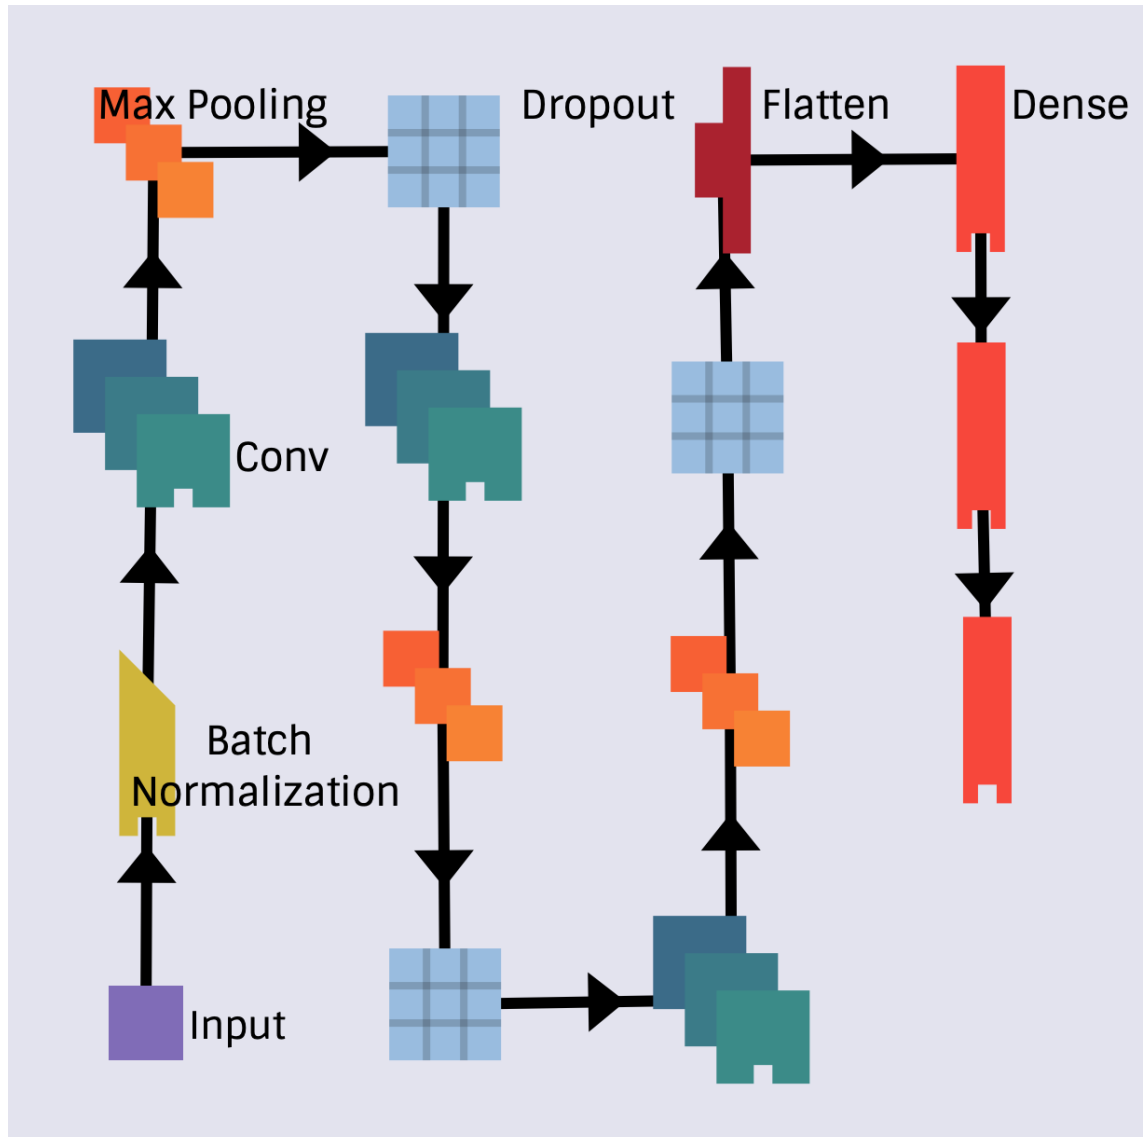 Max Pooling
Dropout
Flatten
Dense
Conv
Batch
Normalization
Input